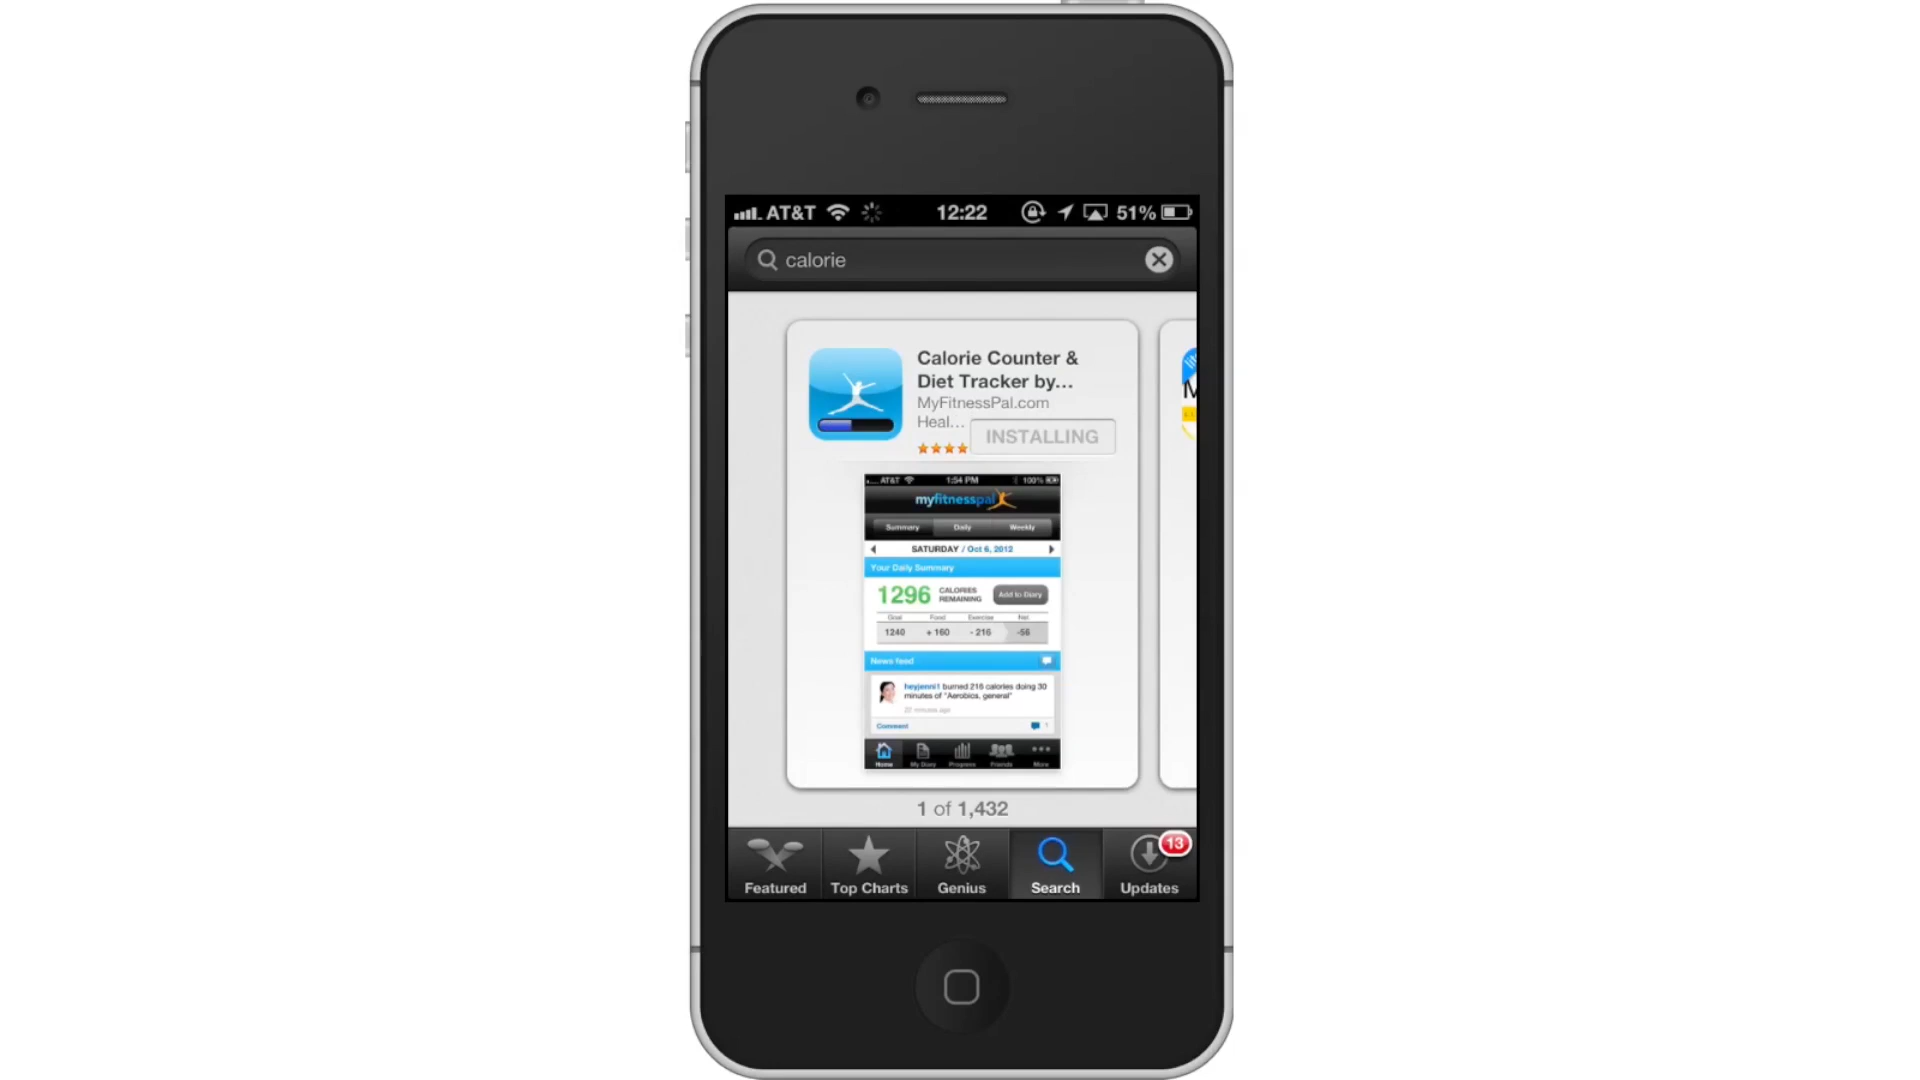 AT&T 12:22 51%
calorie
Calorie Counter &
Diet Tracker by...
MyFitnessPal.com
Heal...
INSTALLING
AT&T 1:54 PM 100%
myfitnesspal
Summary Daily Weekly
SATURDAY / Oct 6, 2012
Your Daily Summary
1296 CALORIES
REMAINING Add to Diary
Goal Food Exercise Net
1240 + 160 - 216 -56
News feed
heyjenni1 burned 216 calories doing 30
minutes of "Aerobics, general"
22 minutes ago
Comment 1
Home My Diary Progress Friends More
1 of 1,432
13
Featured Top Charts Genius Search Updates